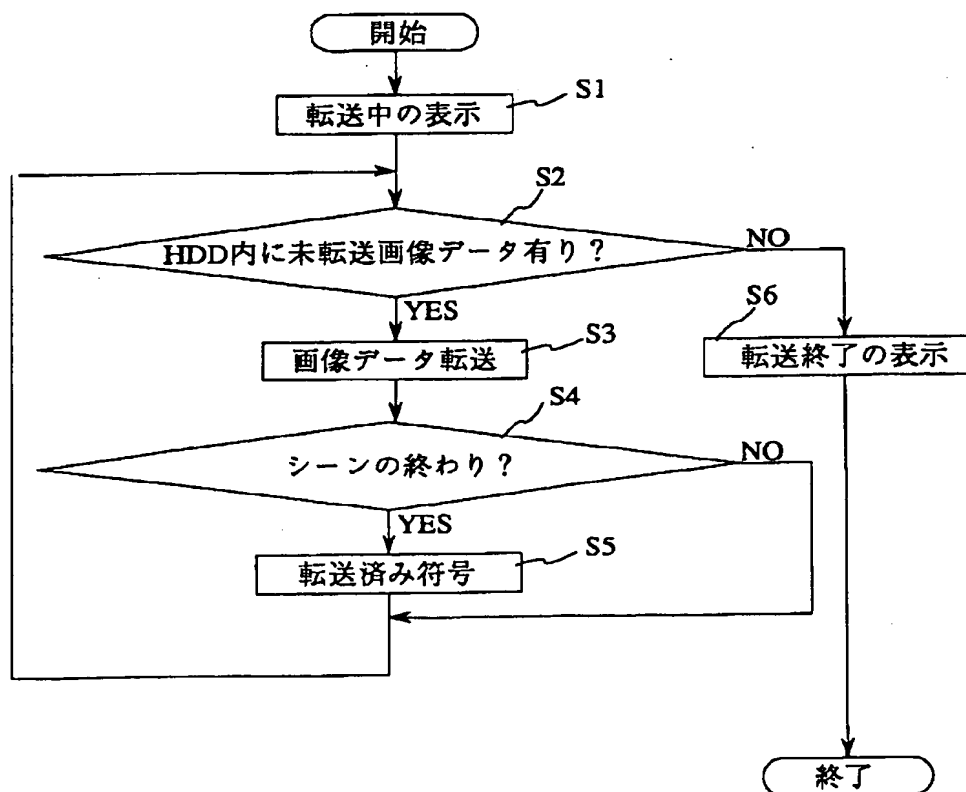 開始
転送中の表示
S1
S2
HDD内に未転送画像データ有り？
NO
YES
S6
S3
画像データ転送
転送終了の表示
S4
シーンの終わり？
NO
YES
S5
転送済み符号
終了